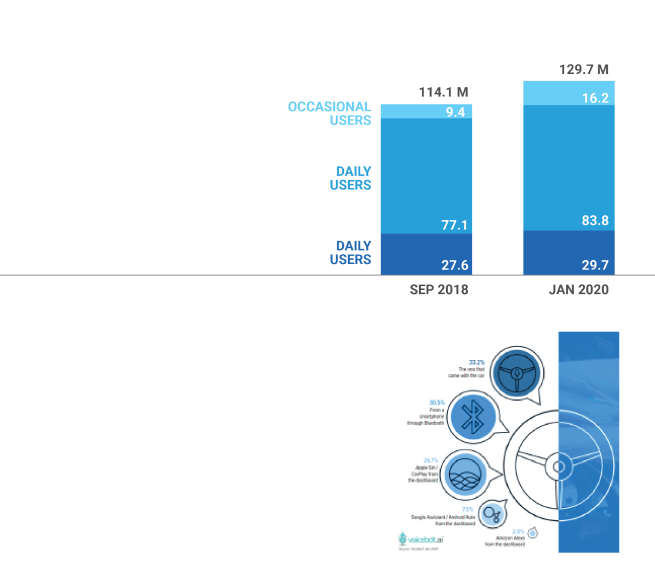 129.7 M
114.1 M
OCCASIONAL
USERS
9.4
16.2
DAILY
USERS
77.1
83.8
DAILY
USERS
27.6
29.7
SEP 2018
JAN 2020
33.2%
The one that
came with the car
30.5%
From a
smartphone
through Bluetooth
26.7%
Apple Siri /
CarPlay from
the dashboard
7.5%
Google Assistant / Android Auto
from the dashboard
2.0%
Amazon Alexa
from the dashboard
voicebot.ai